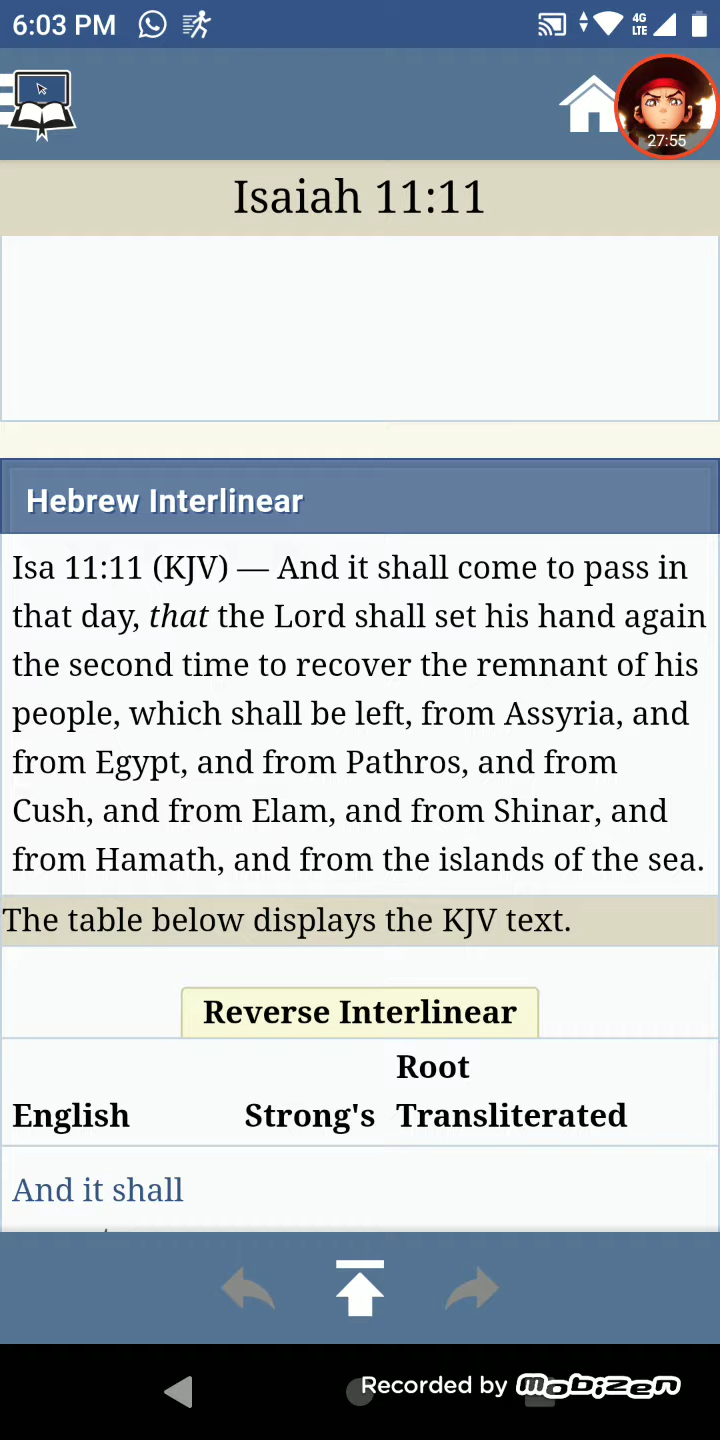 6:03 PM
4G
LTE
27:55
Isaiah 11:11
Hebrew Interlinear
Isa 11:11 (KJV) — And it shall come to pass in
that day, that the Lord shall set his hand again
the second time to recover the remnant of his
people, which shall be left, from Assyria, and
from Egypt, and from Pathros, and from
Cush, and from Elam, and from Shinar, and
from Hamath, and from the islands of the sea.
The table below displays the KJV text.
Reverse Interlinear
English Strong's Root Transliterated
And it shall
Recorded by mobizen